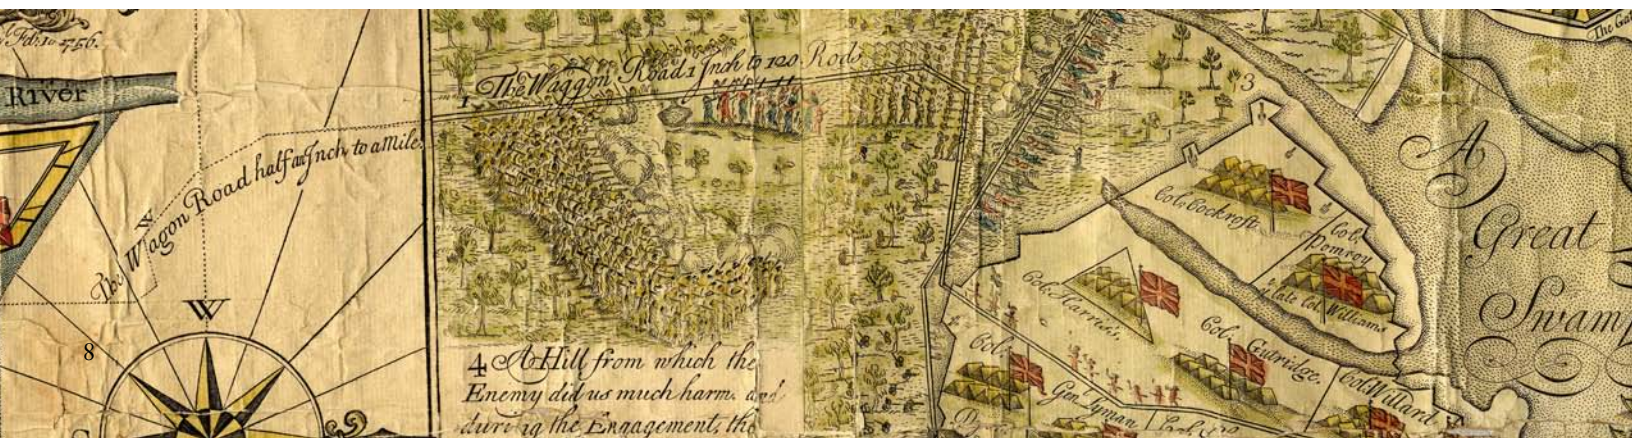 Feb: 10 1756.
River
The Wagon Road half an Inch to a Mile.
W
8
1
The Waggon Road 1 Inch to 120 Rods
4 A Hill from which the
Enemy did us much harm and
during the Engagement, the
3
Col. Cockroft
Col.
Pomroy
late Col. Williams
Col. Harris's,
Col. Gutridge.
Col. Willard
Col.
Gen.l Lyman
A
Great
Swamp